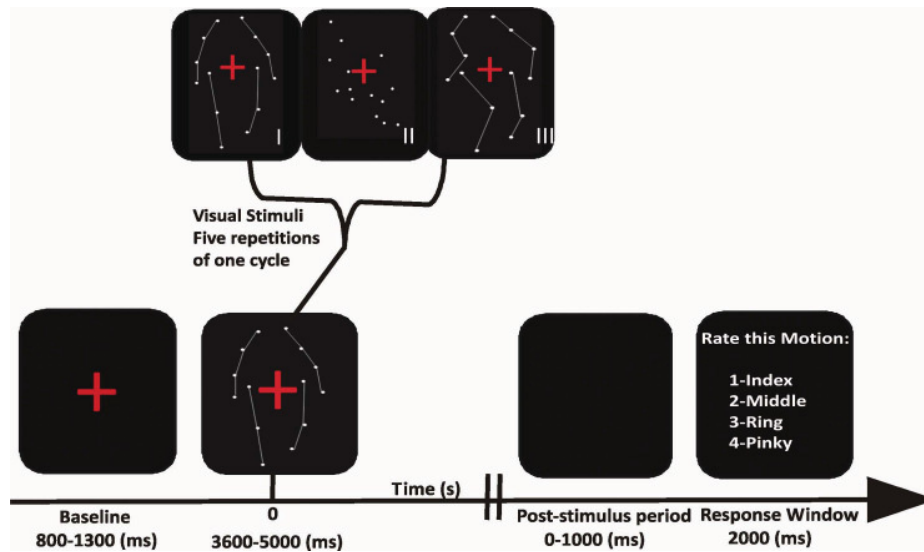 I
II
III
Visual Stimuli
Five repetitions
of one cycle
Rate this Motion:
1-Index
2-Middle
3-Ring
4-Pinky
Time (s)
Baseline
800-1300 (ms)
0
3600-5000 (ms)
Post-stimulus period
0-1000 (ms)
Response Window
2000 (ms)